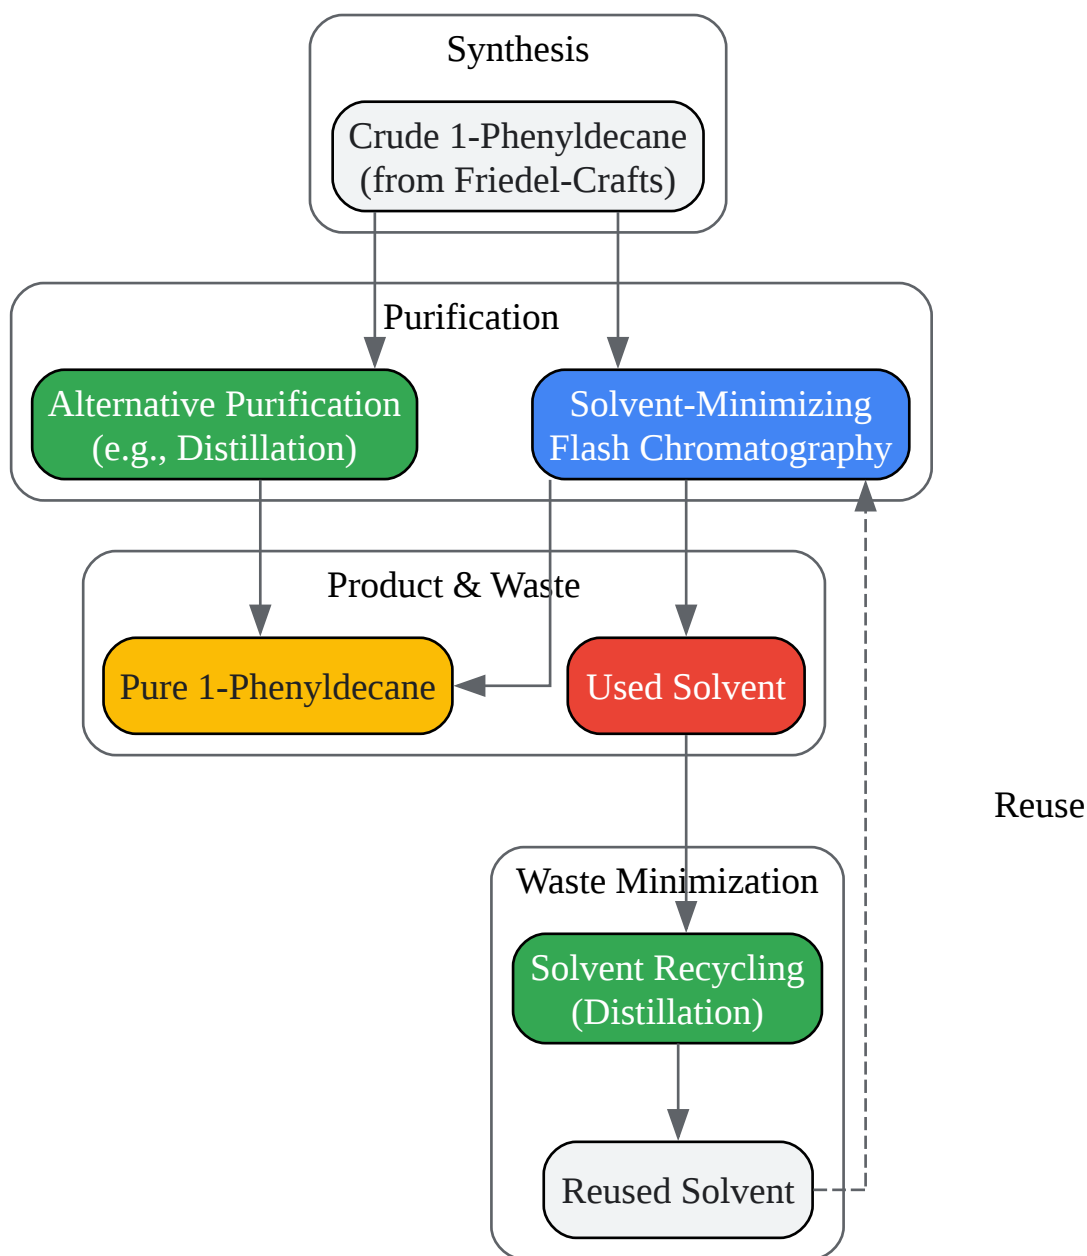 Synthesis
Crude 1-Phenyldecane
(from Friedel-Crafts)
Purification
Alternative Purification
(e.g., Distillation)
Solvent-Minimizing
Flash Chromatography
Product & Waste
Pure 1-Phenyldecane
Used Solvent
Reuse
Waste Minimization
Solvent Recycling
(Distillation)
Reused Solvent